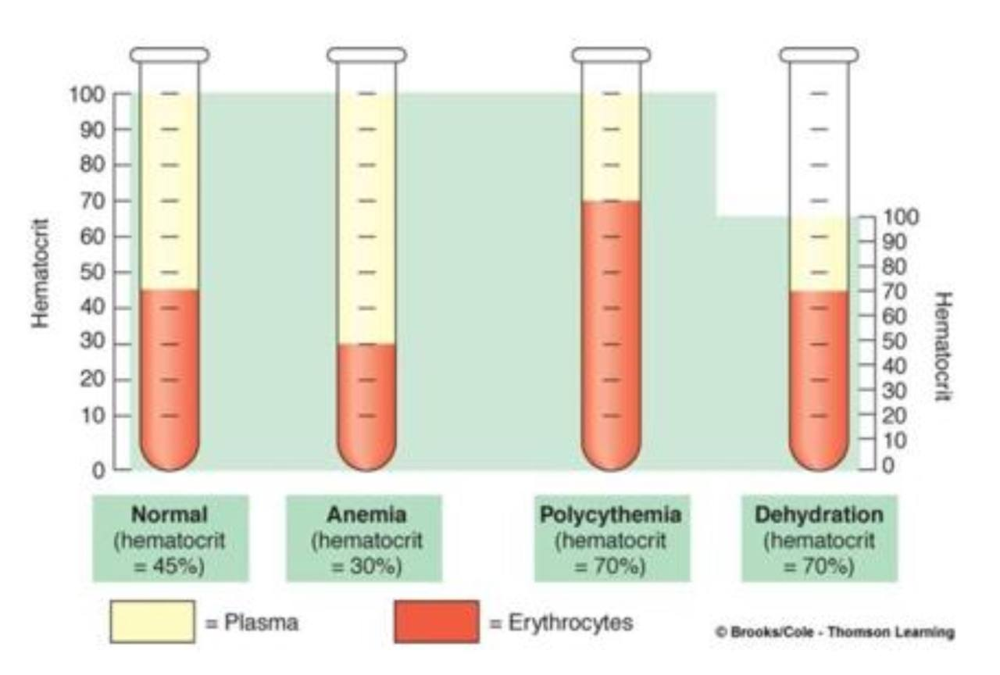 Hematocrit
100
90
80
70
60
50
40
30
20
10
0
100
90
80
70
60
50
40
30
20
10
0
Hematocrit
Normal
(hematocrit
= 45%)
Anemia
(hematocrit
= 30%)
Polycythemia
(hematocrit
= 70%)
Dehydration
(hematocrit
= 70%)
= Plasma
= Erythrocytes
© Brooks/Cole - Thomson Learning